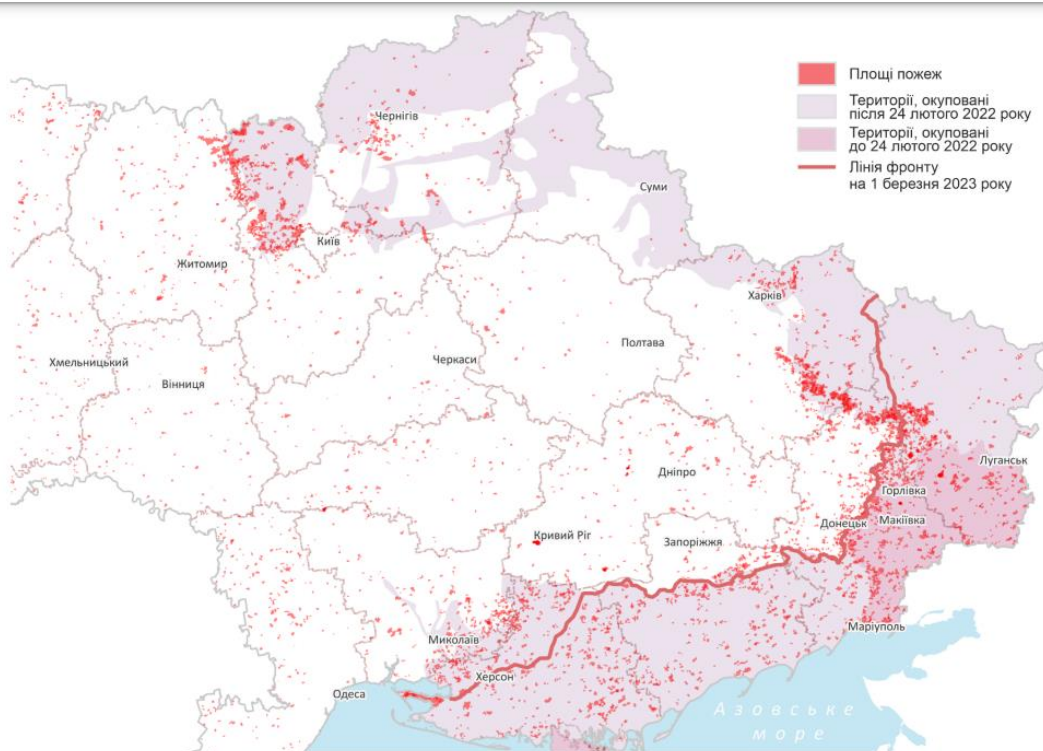 Площі пожеж
Території, окуповані
після 24 лютого 2022 року
Території, окуповані
до 24 лютого 2022 року
Лінія фронту
на 1 березня 2023 року
Чернігів
Суми
Київ
Житомир
Харків
Полтава
Хмельницький
Черкаси
Вінниця
Луганськ
Дніпро
Горлівка
Донецьк
Макіївка
Кривий Ріг
Запоріжжя
Маріуполь
Миколаїв
Херсон
Одеса
Азовське
море